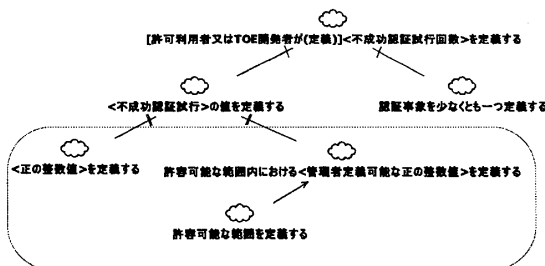 [許可利用者又はTOE開発者が(定義)]<不成功認証試行回数>を定義する
<不成功認証試行>の値を定義する
認証事象を少なくとも一つ定義する
<正の整数値>を定義する
許容可能な範囲内における<管理者定義可能な正の整数値>を定義する
許容可能な範囲を定義する